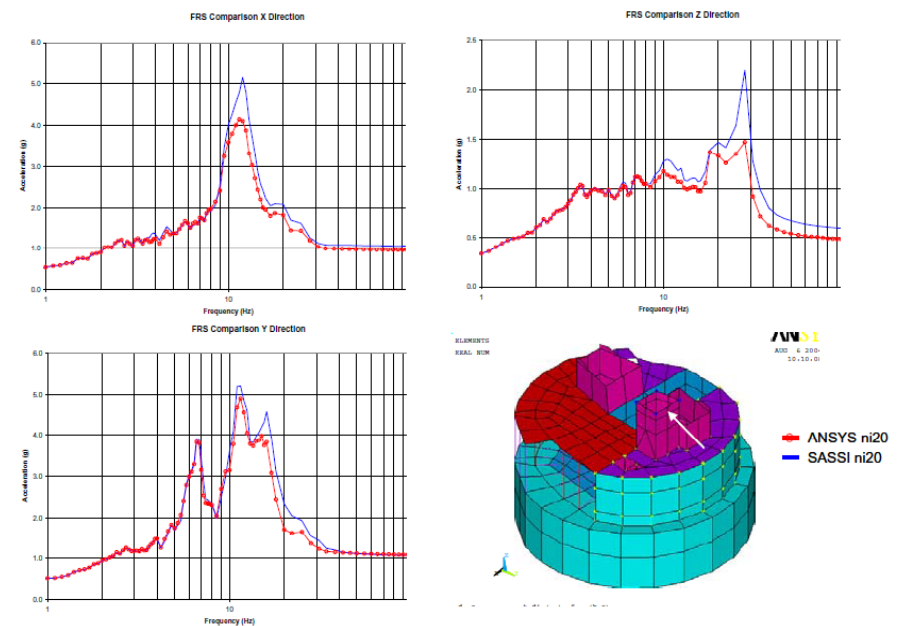 FRS Comparison X Direction
6.0
5.0
4.0
3.0
2.0
1.0
0.0
Acceleration (g)
1
10
Frequency (Hz)
FRS Comparison Z Direction
2.5
2.0
1.5
1.0
0.5
0.0
Acceleration (g)
1
10
Frequency (Hz)
FRS Comparison Y Direction
6.0
5.0
4.0
3.0
2.0
1.0
0.0
Acceleration (g)
1
10
Frequency (Hz)
ELEMENTS
REAL NUM
AUG 6 200
ANSYS ni20
SASSI ni20